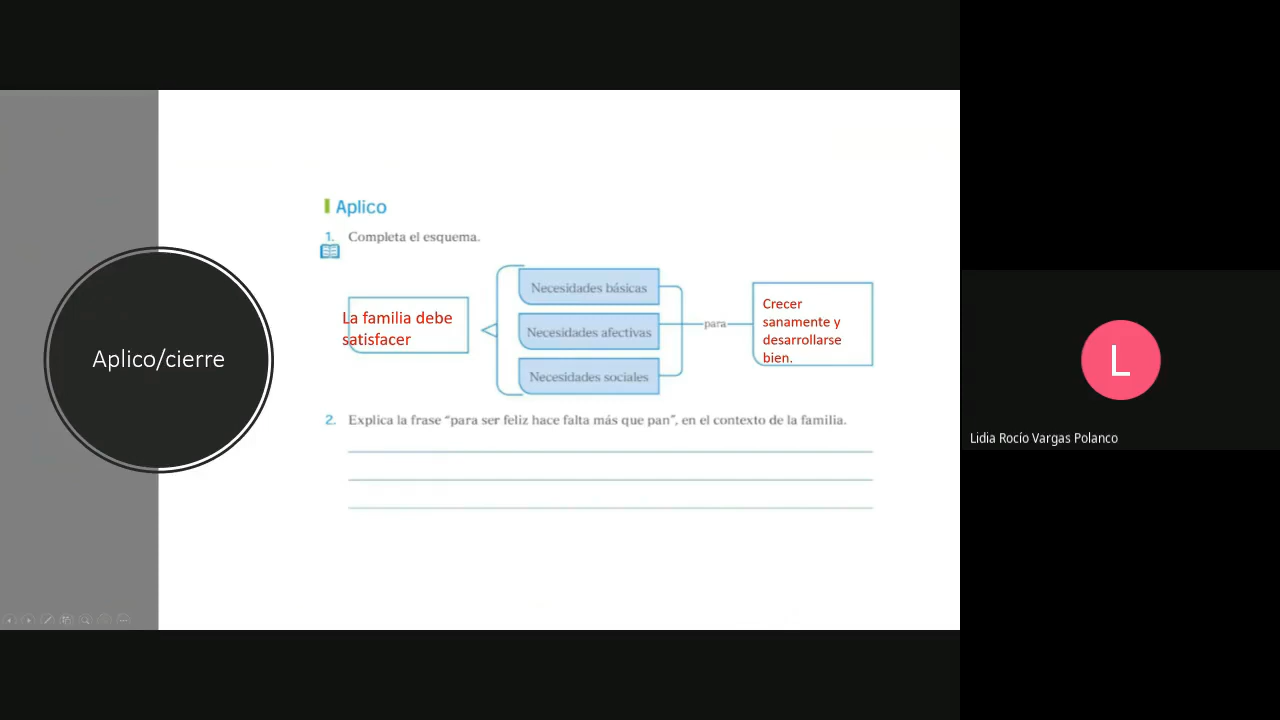 Aplico
1. Completa el esquema.
Necesidades básicas
La familia debe
satisfacer
Necesidades afectivas
Necesidades sociales
para
Crecer
sanamente y
desarrollarse
bien.
Aplico/cierre
2. Explica la frase “para ser feliz hace falta más que pan”, en el contexto de la familia.
L
Lidia Rocío Vargas Polanco